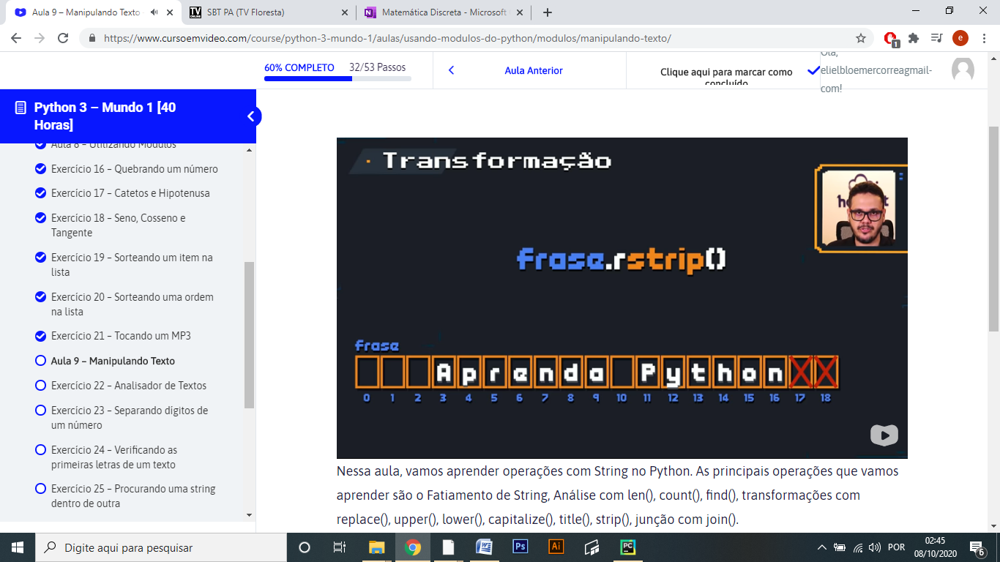 Aula 9 – Manipulando Texto
SBT PA (TV Floresta)
Matemática Discreta - Microsoft
https://www.cursoemvideo.com/course/python-3-mundo-1/aulas/usando-modulos-do-python/modulos/manipulando-texto/
60% COMPLETO 32/53 Passos
Aula Anterior
Clique aqui para marcar como
concluído
Olá,
elielbloemercorreagmail-
com!
Python 3 – Mundo 1 [40
Horas]
Aula 8 – Utilizando Módulos
Exercício 16 – Quebrando um número
Exercício 17 – Catetos e Hipotenusa
Exercício 18 – Seno, Cosseno e
Tangente
Exercício 19 – Sorteando um item na
lista
Exercício 20 – Sorteando uma ordem
na lista
Exercício 21 – Tocando um MP3
Aula 9 – Manipulando Texto
Exercício 22 – Analisador de Textos
Exercício 23 – Separando dígitos de
um número
Exercício 24 – Verificando as
primeiras letras de um texto
Exercício 25 – Procurando uma string
dentro de outra
Transformação
frase.rstrip()
frase
Aprenda Python
0 1 2 3 4 5 6 7 8 9 10 11 12 13 14 15 16 17 18
Nessa aula, vamos aprender operações com String no Python. As principais operações que vamos
aprender são o Fatiamento de String, Análise com len(), count(), find(), transformações com
replace(), upper(), lower(), capitalize(), title(), strip(), junção com join().
Digite aqui para pesquisar
POR
02:45
08/10/2020
6